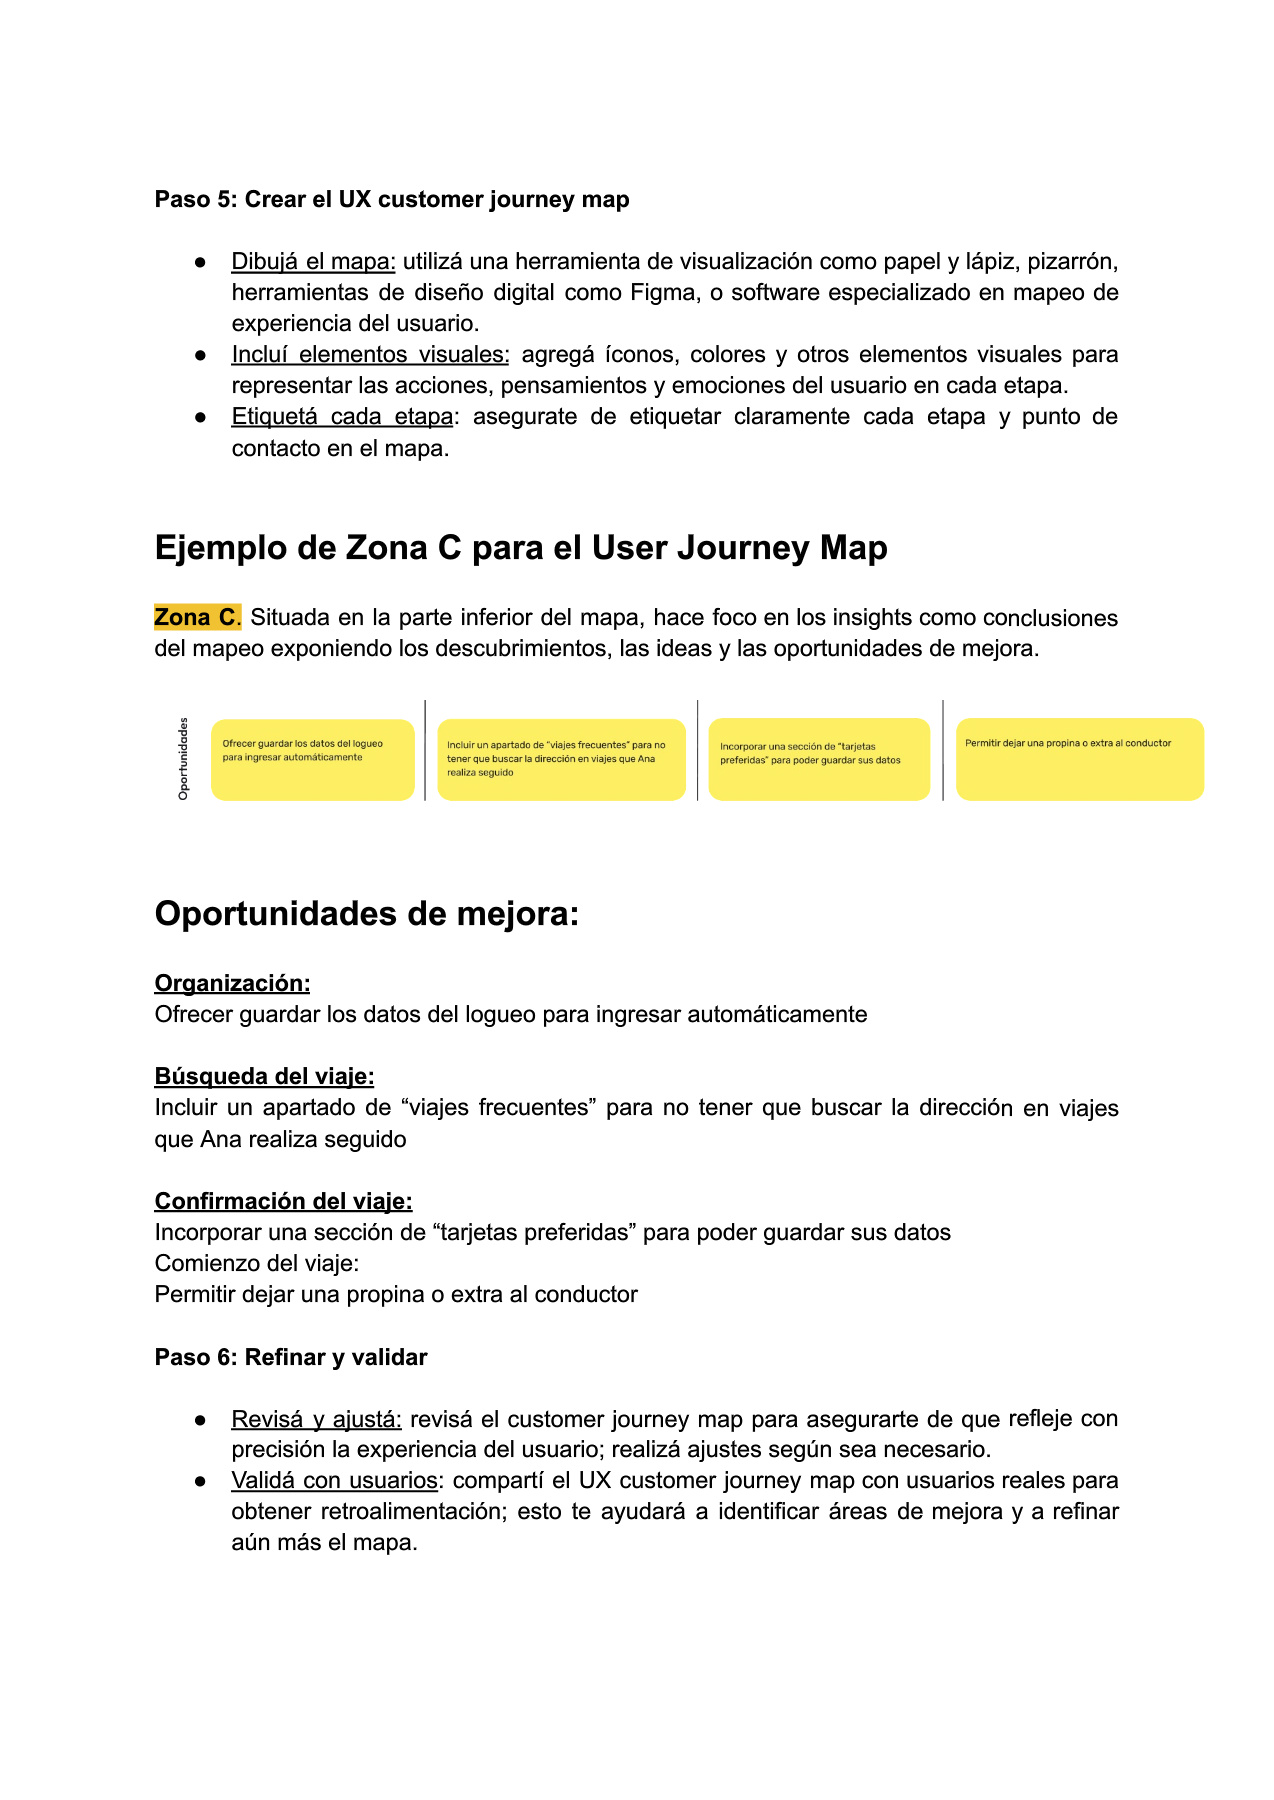 Paso 5: Crear el UX customer journey map
● Dibujá el mapa: utilizá una herramienta de visualización como papel y lápiz, pizarrón,
herramientas de diseño digital como Figma, o software especializado en mapeo de
experiencia del usuario.
● Incluí elementos visuales: agregá íconos, colores y otros elementos visuales para
representar las acciones, pensamientos y emociones del usuario en cada etapa.
● Etiquetá cada etapa: asegurate de etiquetar claramente cada etapa y punto de
contacto en el mapa.
Ejemplo de Zona C para el User Journey Map
Zona C. Situada en la parte inferior del mapa, hace foco en los insights como conclusiones
del mapeo exponiendo los descubrimientos, las ideas y las oportunidades de mejora.
Oportunidades
Ofrecer guardar los datos del logueo
para ingresar automáticamente
Incluir un apartado de "viajes frecuentes" para no
tener que buscar la dirección en viajes que Ana
realiza seguido
Incorporar una sección de "tarjetas
preferidas" para poder guardar sus datos
Permitir dejar una propina o extra al conductor
Oportunidades de mejora:
Organización:
Ofrecer guardar los datos del logueo para ingresar automáticamente
Búsqueda del viaje:
Incluir un apartado de “viajes frecuentes” para no tener que buscar la dirección en viajes
que Ana realiza seguido
Confirmación del viaje:
Incorporar una sección de “tarjetas preferidas” para poder guardar sus datos
Comienzo del viaje:
Permitir dejar una propina o extra al conductor
Paso 6: Refinar y validar
● Revisá y ajustá: revisá el customer journey map para asegurarte de que refleje con
precisión la experiencia del usuario; realizá ajustes según sea necesario.
● Validá con usuarios: compartí el UX customer journey map con usuarios reales para
obtener retroalimentación; esto te ayudará a identificar áreas de mejora y a refinar
aún más el mapa.